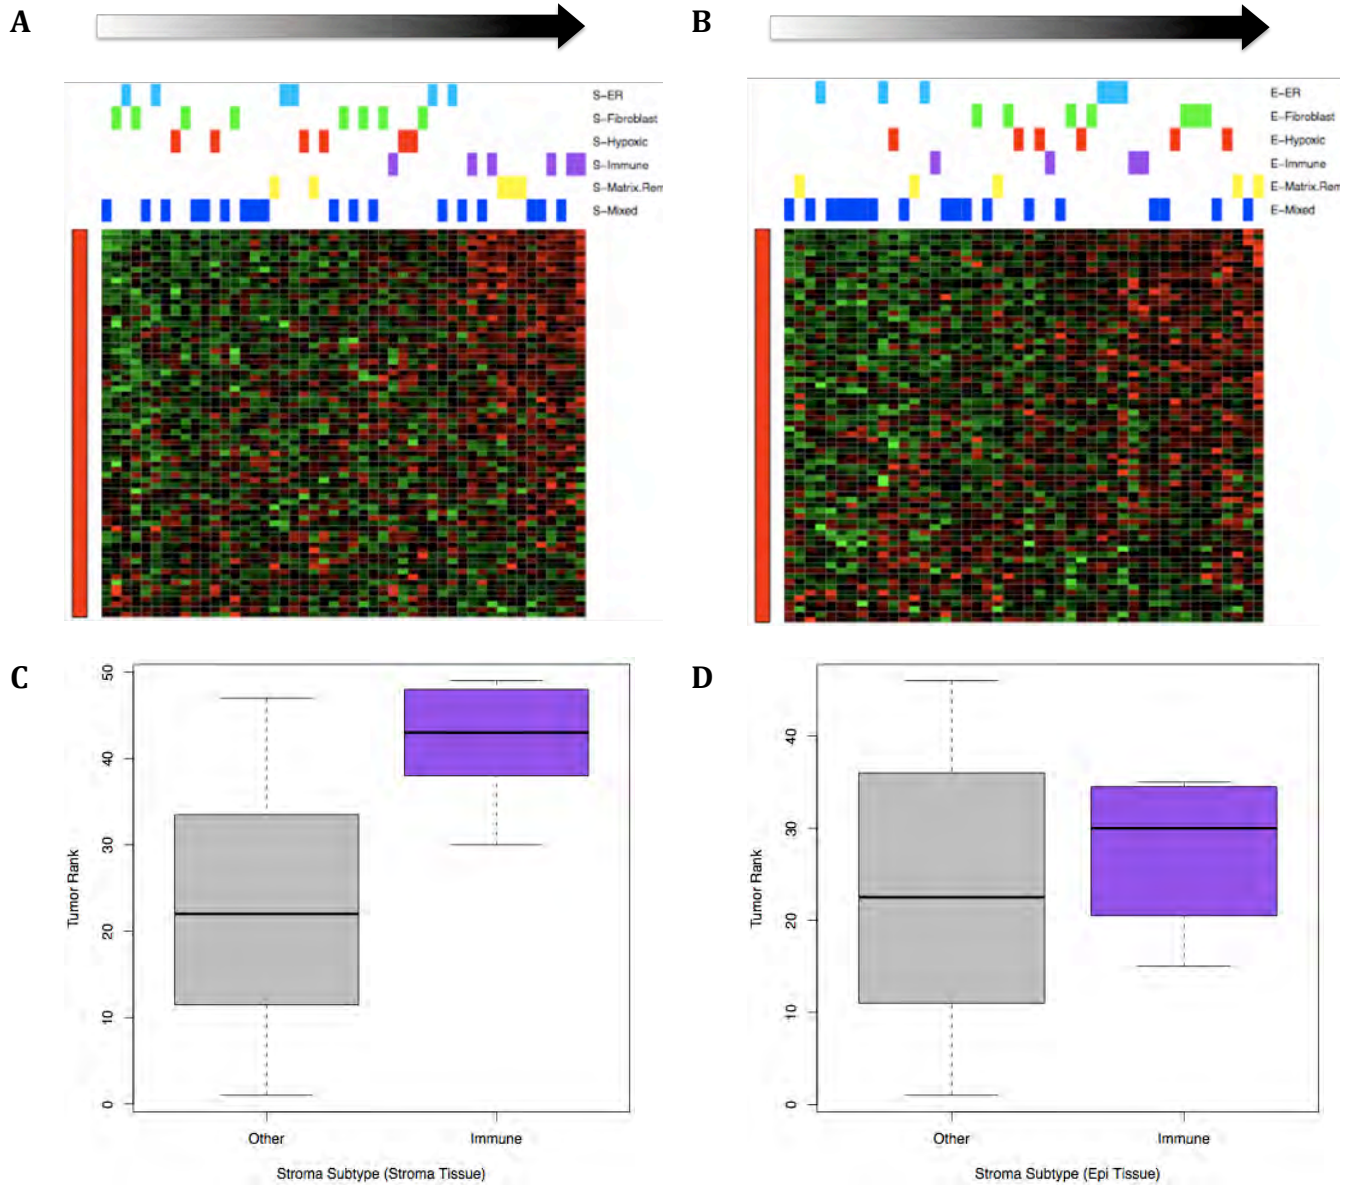 A
B
S-ER
S-Fibroblast
S-Hypoxic
S-Immune
S-Matrix.Rem
S-Mixed
E-ER
E-Fibroblast
E-Hypoxic
E-Immune
E-Matrix.Rem
E-Mixed
C
50
40
30
20
10
0
Tumor Rank
Other
Immune
Stroma Subtype (Stroma Tissue)
D
40
30
20
10
0
Tumor Rank
Other
Immune
Stroma Subtype (Epi Tissue)